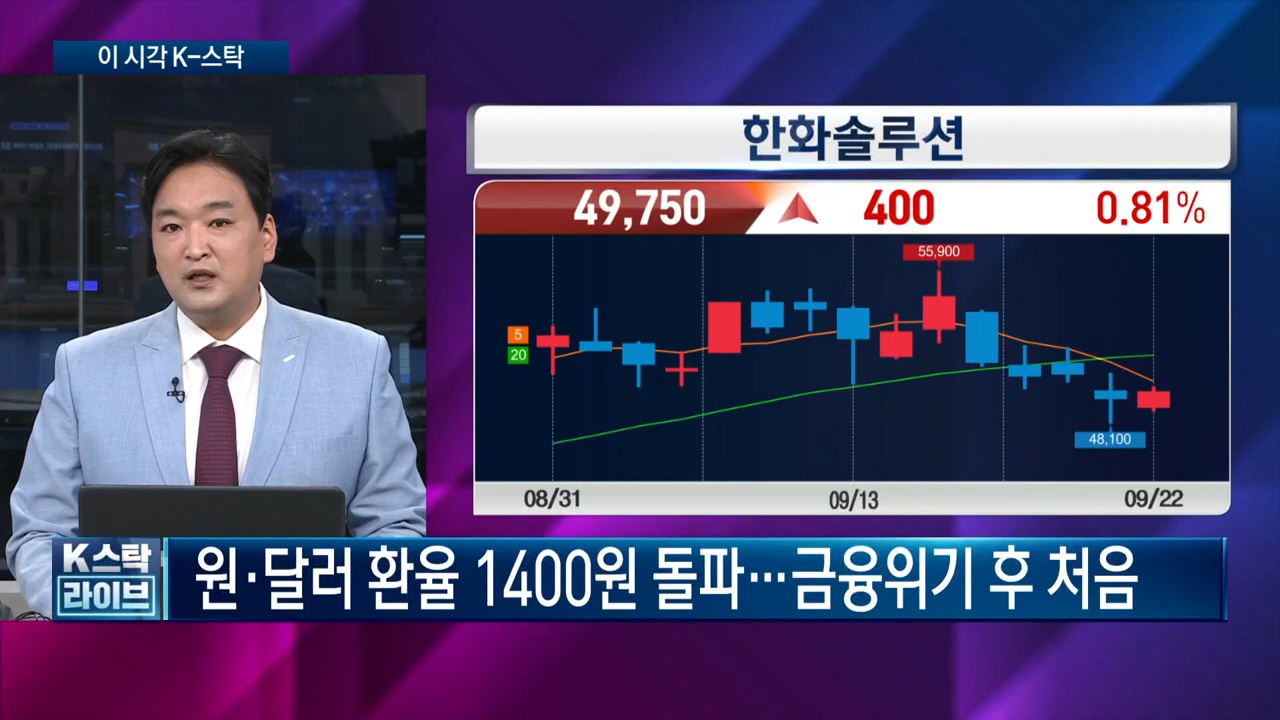 이 시각 K-스탁
한화솔루션
49,750 400 0.81%
55,900
5
20
48,100
08/31 09/13 09/22
K스탁
라이브
원·달러 환율 1400원 돌파…금융위기 후 처음